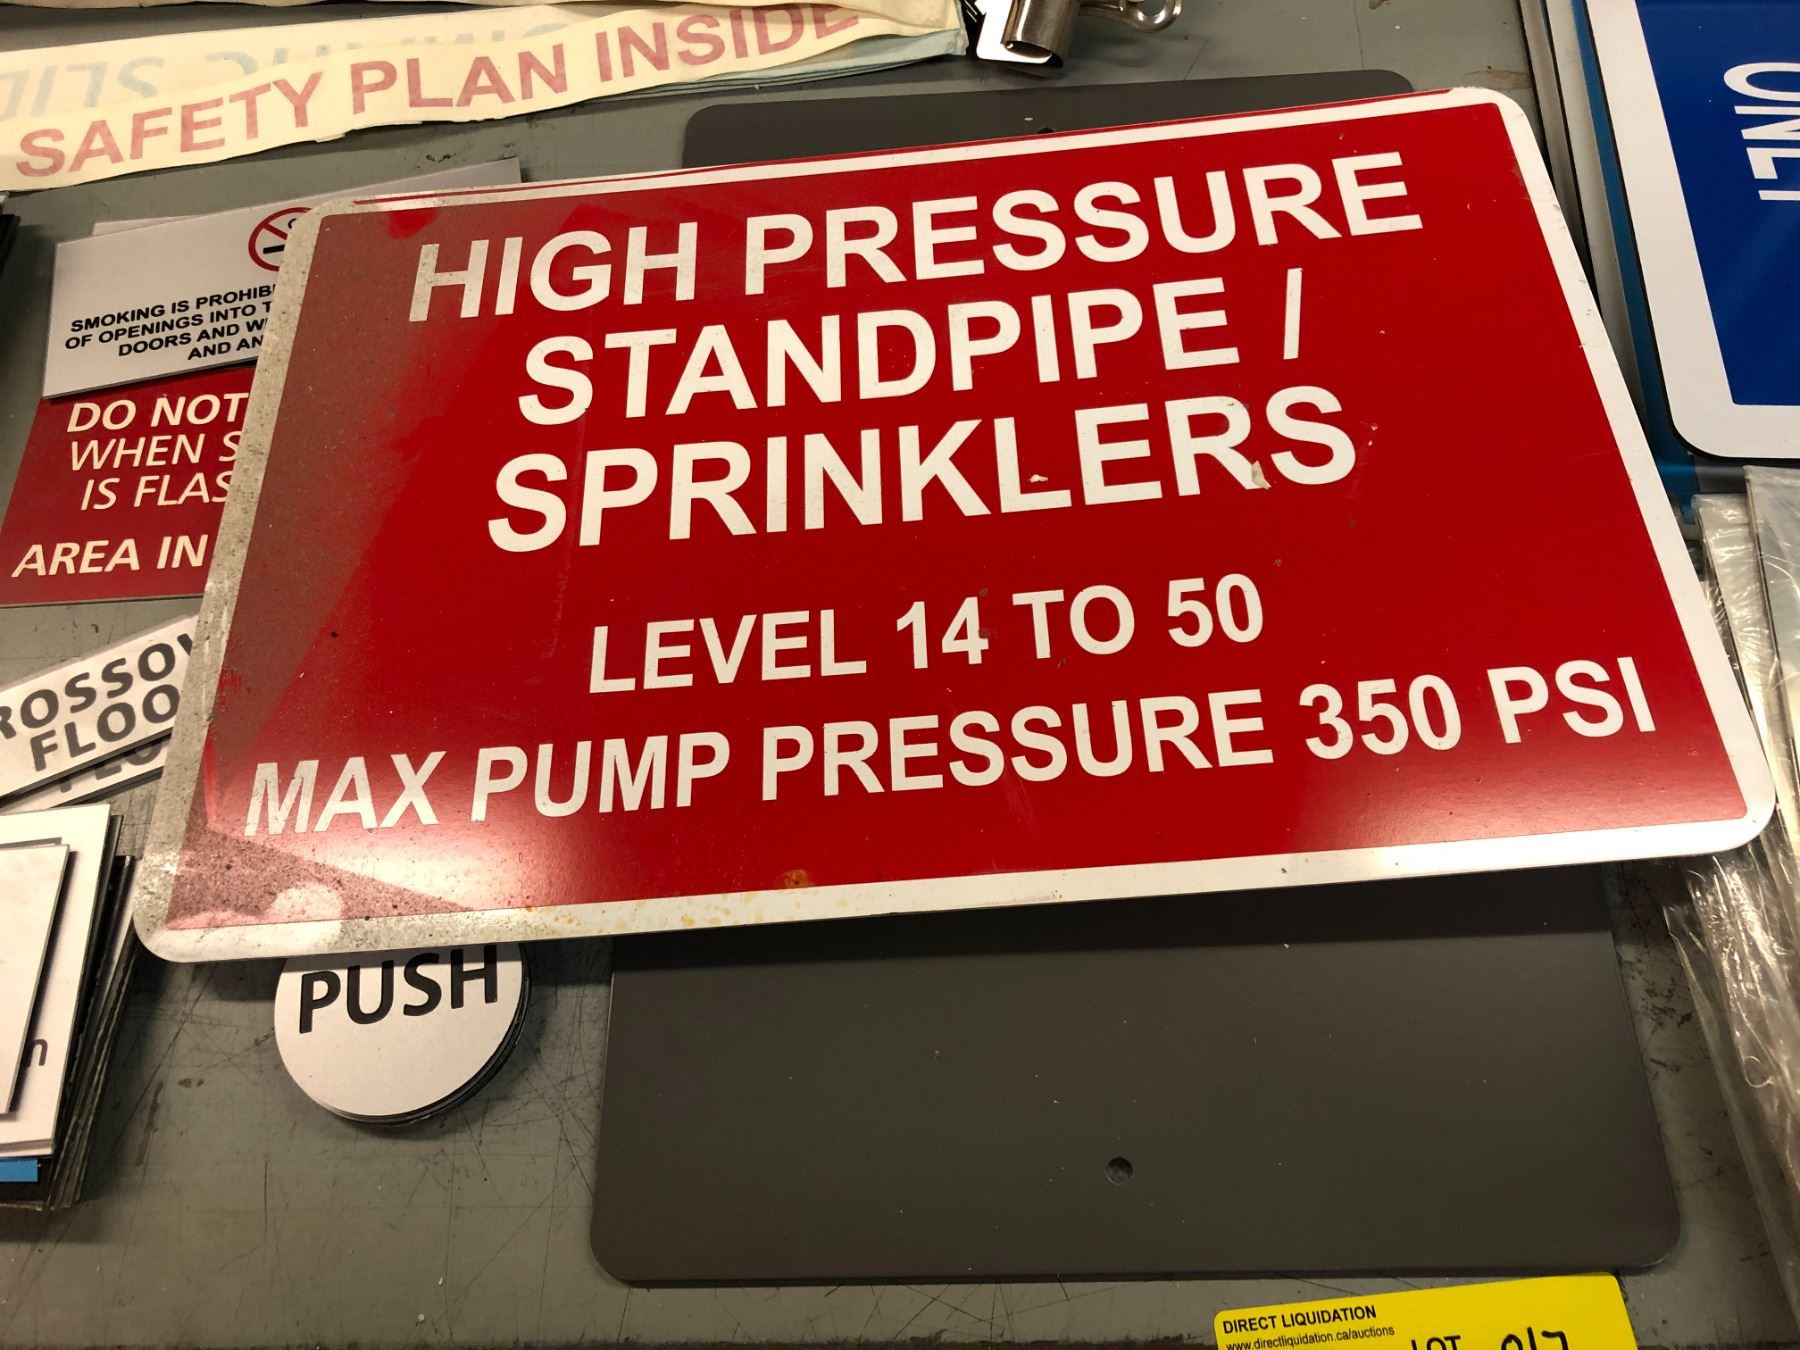 SAFETY PLAN INSIDE
ONLY
SMOKING IS PROHIB
OF OPENINGS INTO T
DOORS AND W
AND AN
DO NOT
WHEN S
IS FLAS
AREA IN
ROSSOV
FLOO
HIGH PRESSURE
STANDPIPE /
SPRINKLERS
LEVEL 14 TO 50
MAX PUMP PRESSURE 350 PSI
PUSH
DIRECT LIQUIDATION
www.directliquidation.ca/auctions
LOT